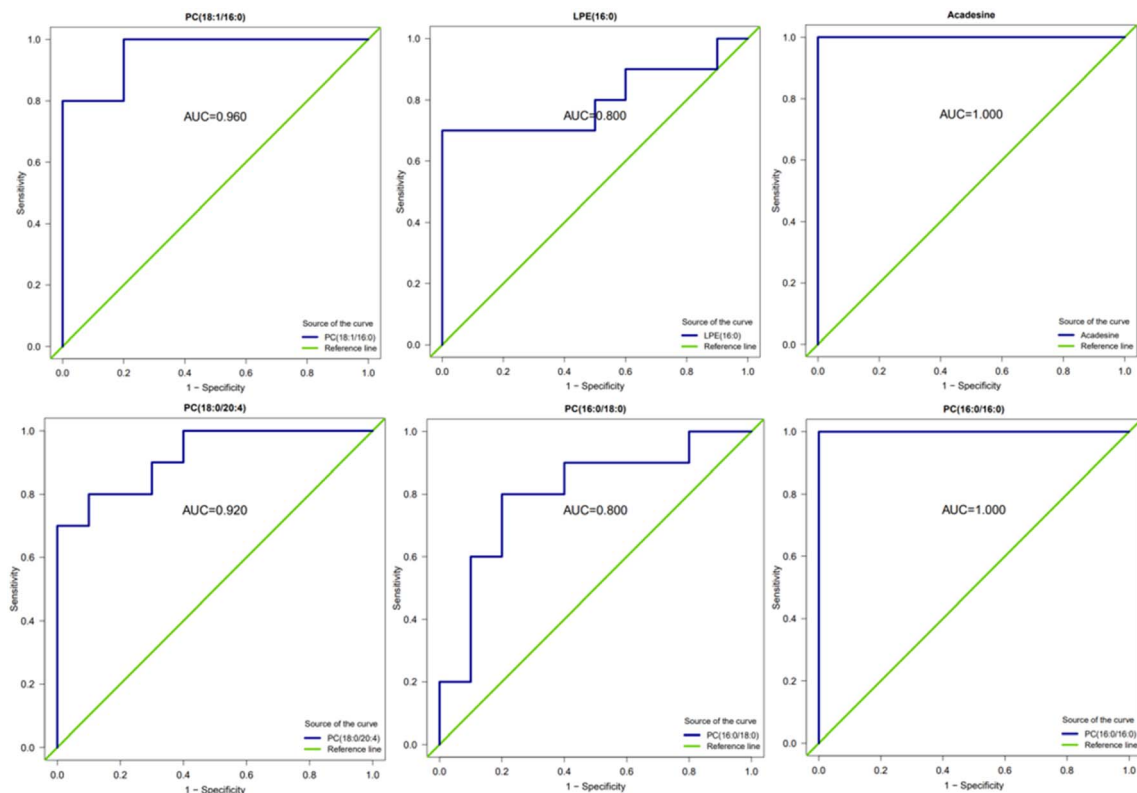 PC(18:1/16:0)
1.0
0.8
0.6
0.4
0.2
0.0
Sensitivity
AUC=0.960
Source of the curve
PC(18:1/16:0)
Reference line
0.0 0.2 0.4 0.6 0.8 1.0
1 − Specificity
LPE(16:0)
1.0
0.8
0.6
0.4
0.2
0.0
Sensitivity
AUC=0.800
Source of the curve
LPE(16:0)
Reference line
0.0 0.2 0.4 0.6 0.8 1.0
1 − Specificity
Acadesine
1.0
0.8
0.6
0.4
0.2
0.0
Sensitivity
AUC=1.000
Source of the curve
Acadesine
Reference line
0.0 0.2 0.4 0.6 0.8 1.0
1 − Specificity
PC(18:0/20:4)
1.0
0.8
0.6
0.4
0.2
0.0
Sensitivity
AUC=0.920
Source of the curve
PC(18:0/20:4)
Reference line
0.0 0.2 0.4 0.6 0.8 1.0
1 − Specificity
PC(16:0/18:0)
1.0
0.8
0.6
0.4
0.2
0.0
Sensitivity
AUC=0.800
Source of the curve
PC(16:0/18:0)
Reference line
0.0 0.2 0.4 0.6 0.8 1.0
1 − Specificity
PC(16:0/16:0)
1.0
0.8
0.6
0.4
0.2
0.0
Sensitivity
AUC=1.000
Source of the curve
PC(16:0/16:0)
Reference line
0.0 0.2 0.4 0.6 0.8 1.0
1 − Specificity